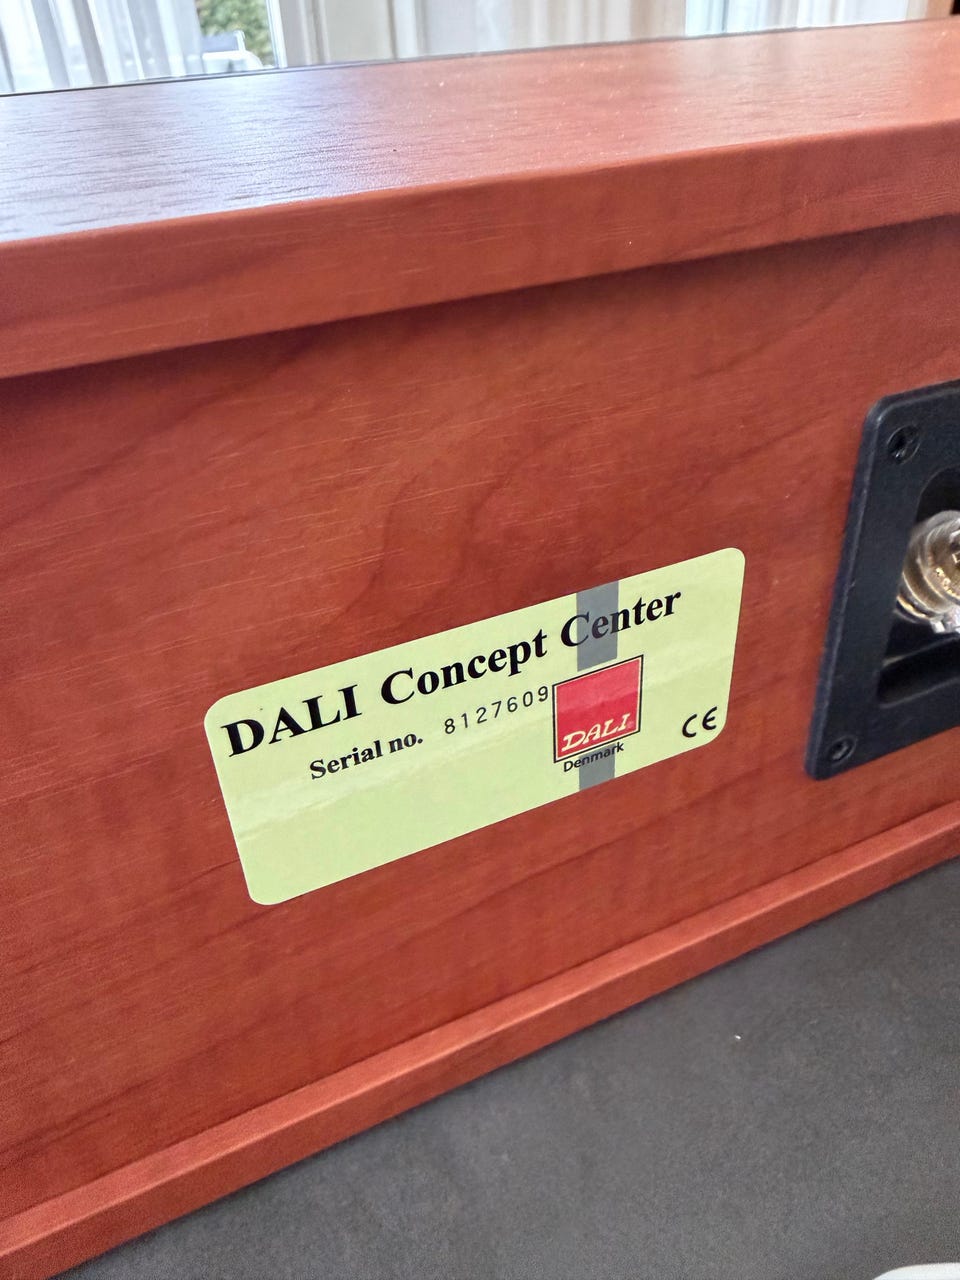 DALI Concept Center
Serial no. 8127609
DALI
Denmark
CE